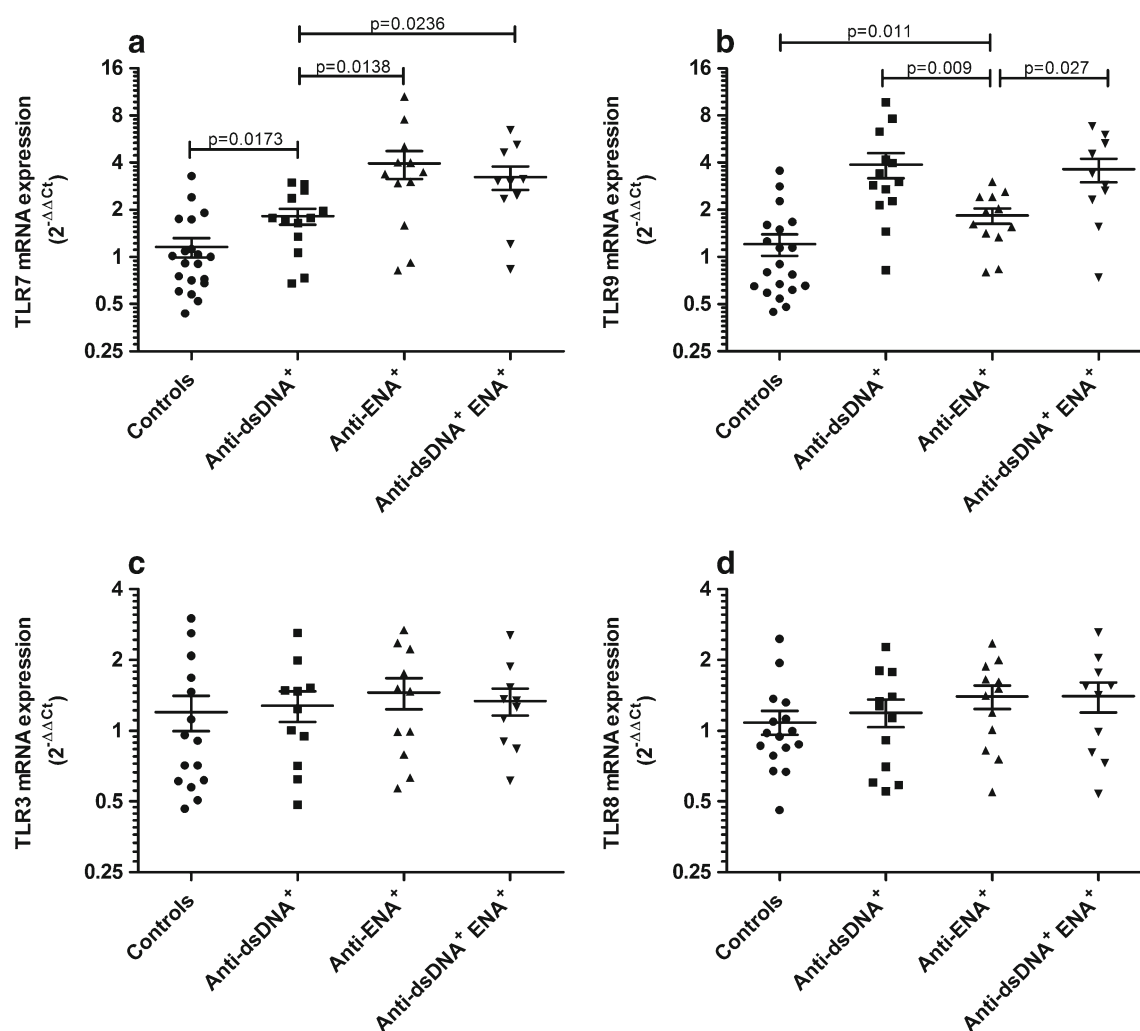 a
p=0.0236
p=0.0138
p=0.0173
TLR7 mRNA expression
(2^-ΔΔCt)
16
8
4
2
1
0.5
0.25
Controls
Anti-dsDNA⁺
Anti-ENA⁺
Anti-dsDNA⁺ ENA⁺
b
p=0.011
p=0.009
p=0.027
TLR9 mRNA expression
(2^-ΔΔCt)
16
8
4
2
1
0.5
0.25
Controls
Anti-dsDNA⁺
Anti-ENA⁺
Anti-dsDNA⁺ ENA⁺
c
TLR3 mRNA expression
(2^-ΔΔCt)
4
2
1
0.5
0.25
Controls
Anti-dsDNA⁺
Anti-ENA⁺
Anti-dsDNA⁺ ENA⁺
d
TLR8 mRNA expression
(2^-ΔΔCt)
4
2
1
0.5
0.25
Controls
Anti-dsDNA⁺
Anti-ENA⁺
Anti-dsDNA⁺ ENA⁺